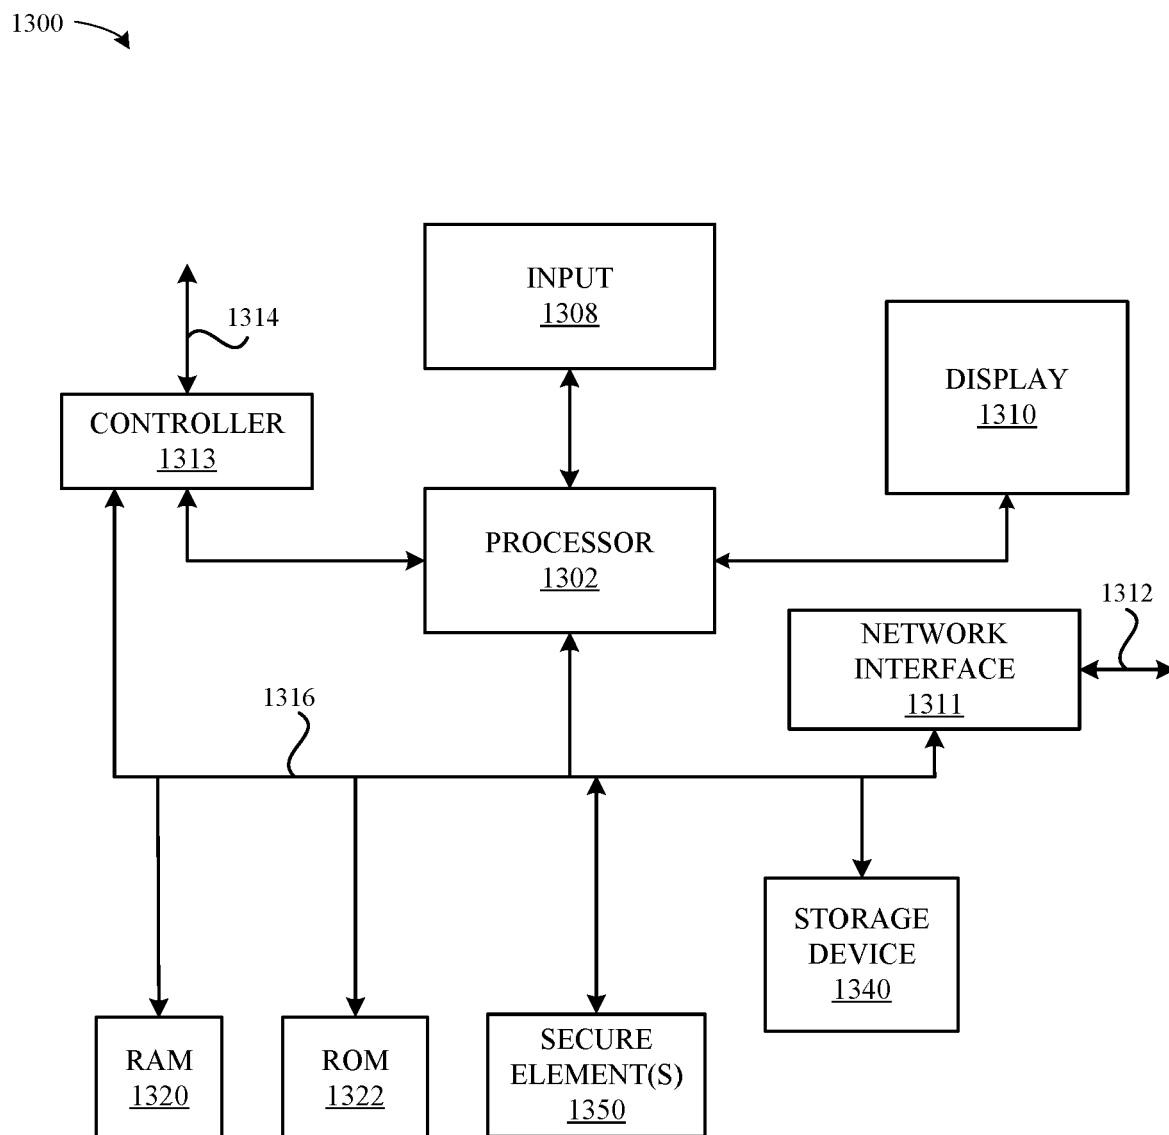 1300
INPUT
1308
1314
DISPLAY
1310
CONTROLLER
1313
PROCESSOR
1302
1312
NETWORK
INTERFACE
1311
1316
STORAGE
DEVICE
1340
RAM
1320
ROM
1322
SECURE
ELEMENT(S)
1350